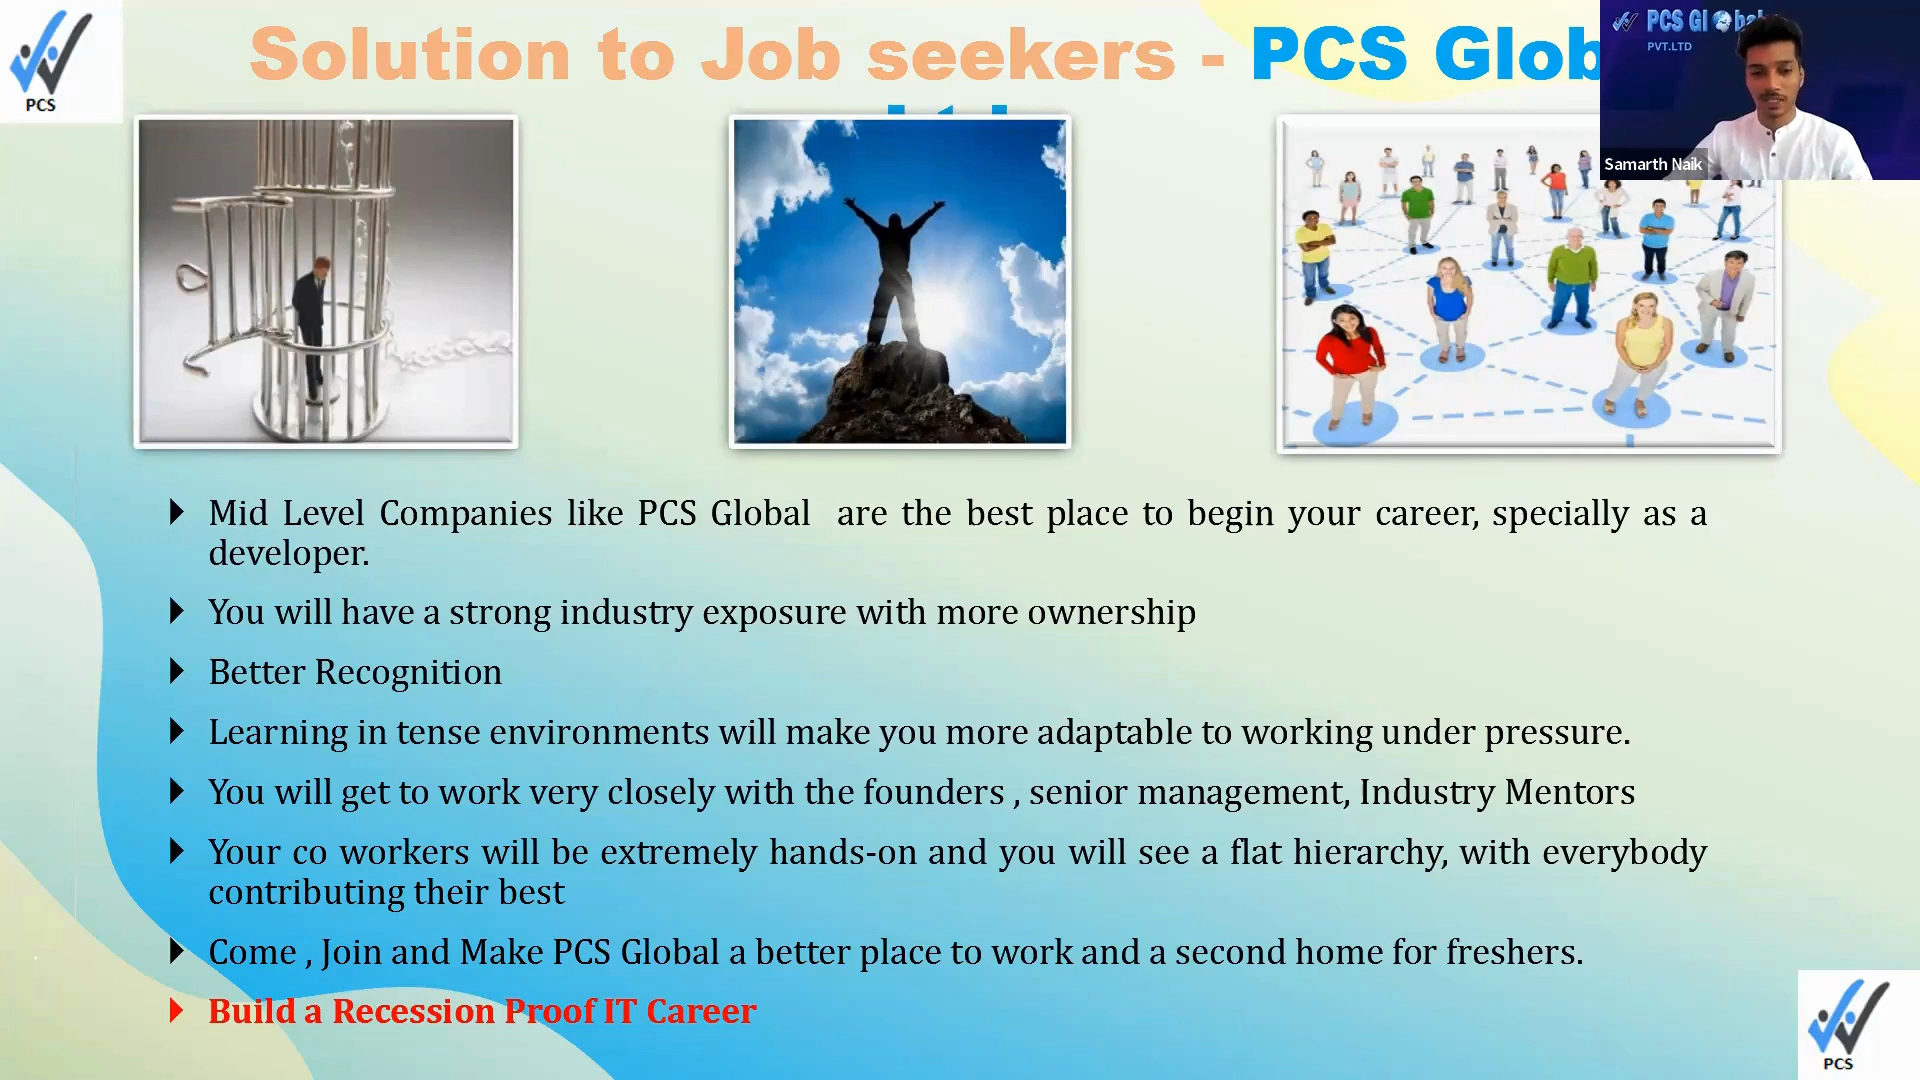 PCS
Solution to Job seekers - PCS Glob
PCS Gl bal
PVT.LTD
Samarth Naik
Mid Level Companies like PCS Global are the best place to begin your career, specially as a
developer.
You will have a strong industry exposure with more ownership
Better Recognition
Learning in tense environments will make you more adaptable to working under pressure.
You will get to work very closely with the founders , senior management, Industry Mentors
Your co workers will be extremely hands-on and you will see a flat hierarchy, with everybody
contributing their best
Come , Join and Make PCS Global a better place to work and a second home for freshers.
Build a Recession Proof IT Career
PCS